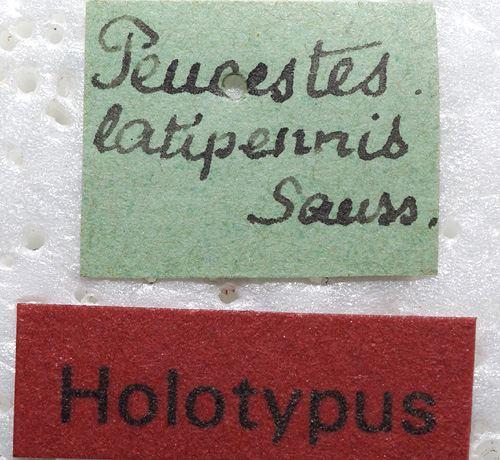 Peucestes.
latipennis
Sauss.
Holotypus